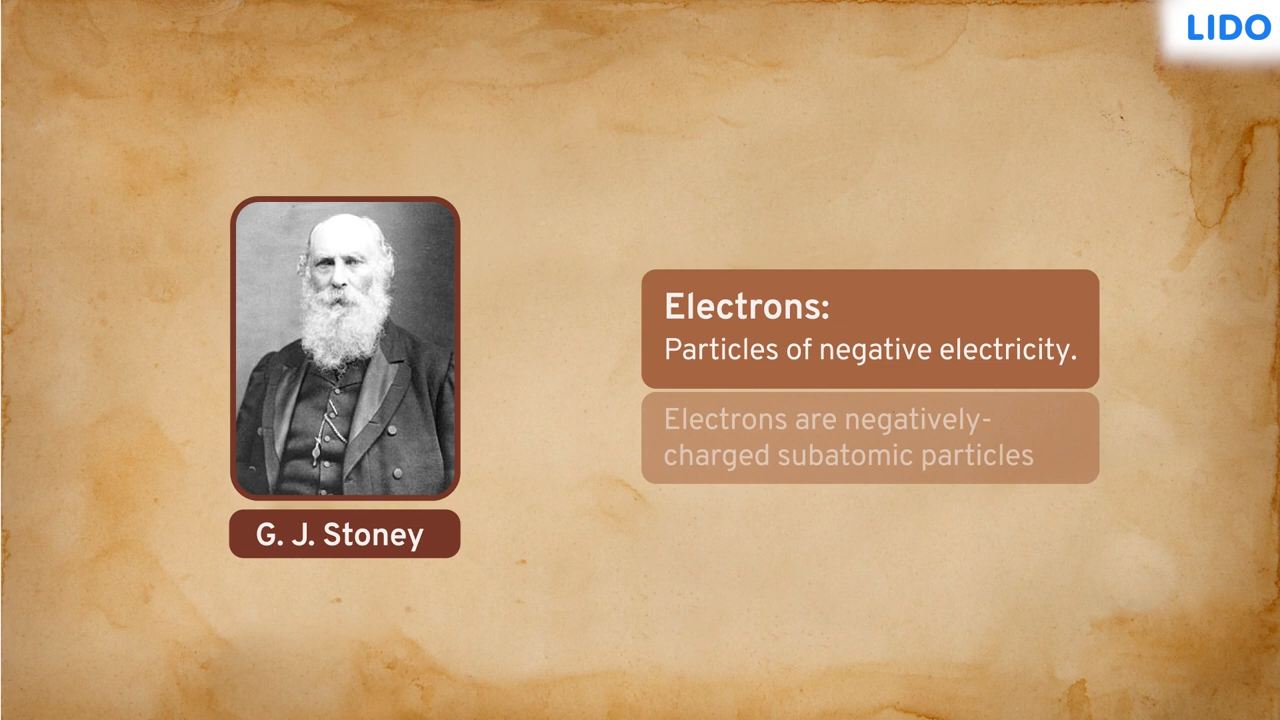 LIDO
Electrons:
Particles of negative electricity.
Electrons are negatively-
charged subatomic particles
G. J. Stoney